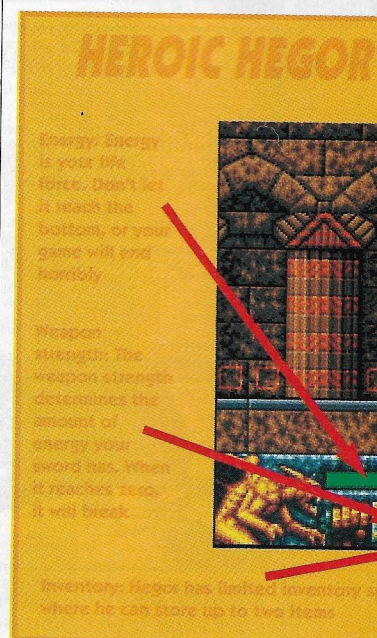 HEROIC HEGOR
Energy: Energy
is your life
force. Don't let
it reach the
bottom, or your
game will end
horribly
Weapon
strength: The
weapon strength
determines the
amount of
energy your
sword has. When
it reaches zero,
it will break
Inventory: Hegor has limited inventory
where he can store up to two items